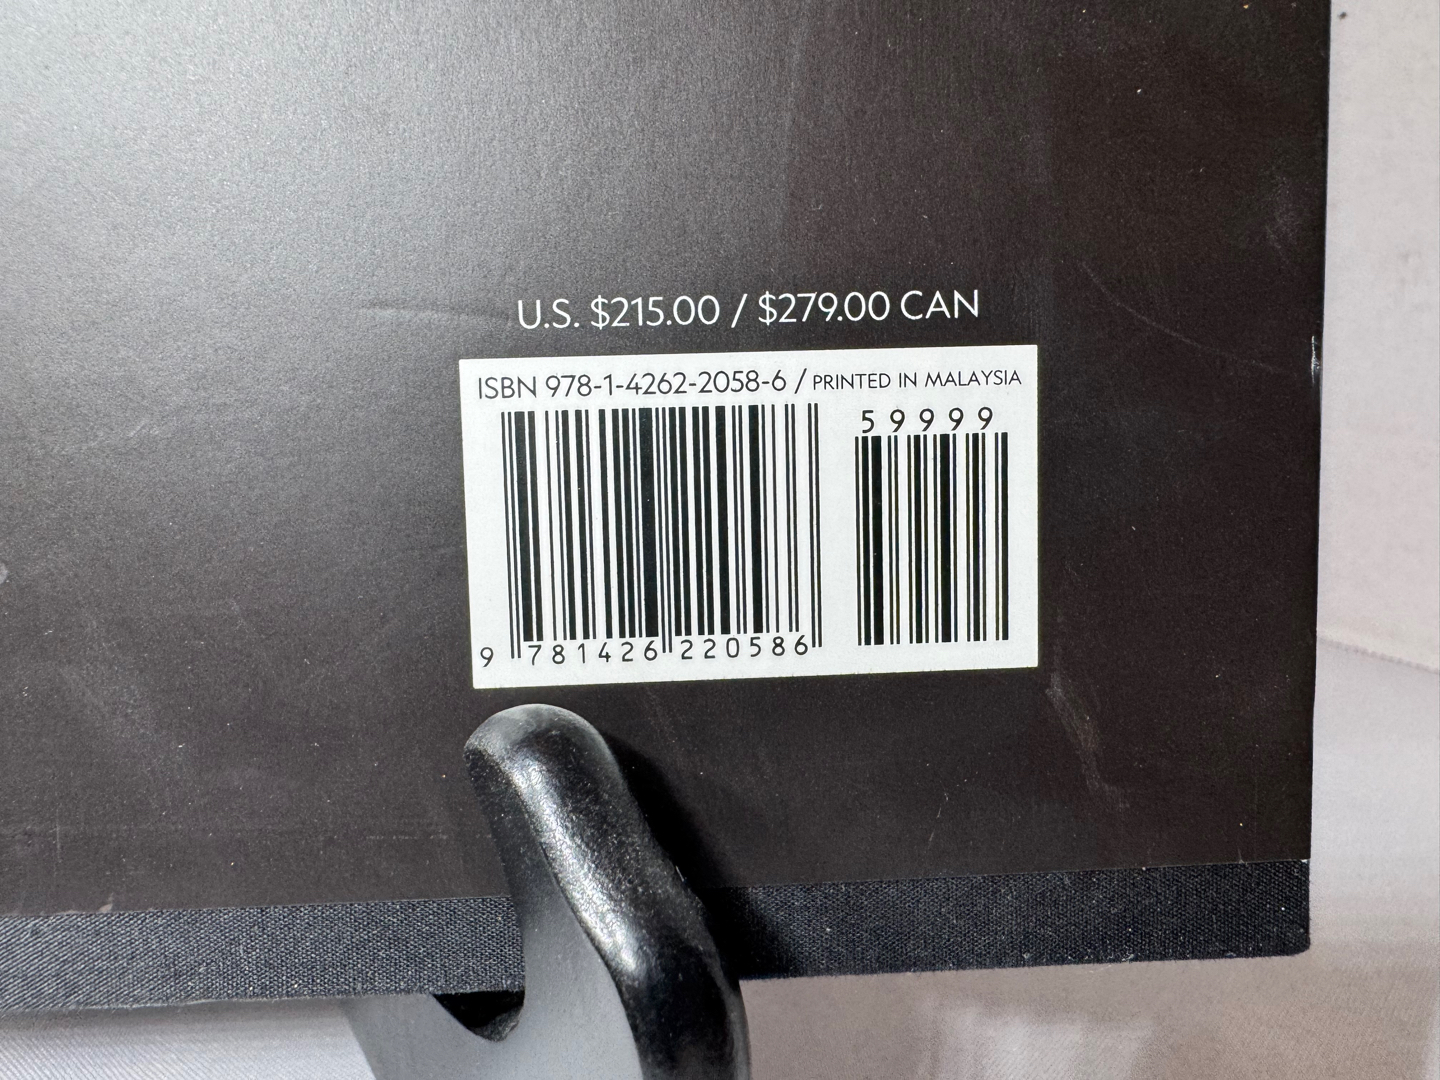 U.S. $215.00 / $279.00 CAN
ISBN 978-1-4262-2058-6 / PRINTED IN MALAYSIA
59999
9 781426 220586